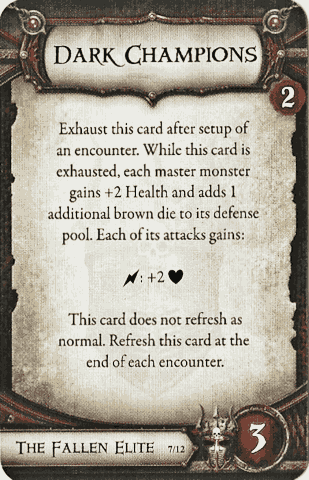 DARK CHAMPIONS
2
Exhaust this card after setup of
an encounter. While this card is
exhausted, each master monster
gains +2 Health and adds 1
additional brown die to its defense
pool. Each of its attacks gains:
: +2
This card does not refresh as
normal. Refresh this card at the
end of each encounter.
THE FALLEN ELITE 7/12
3